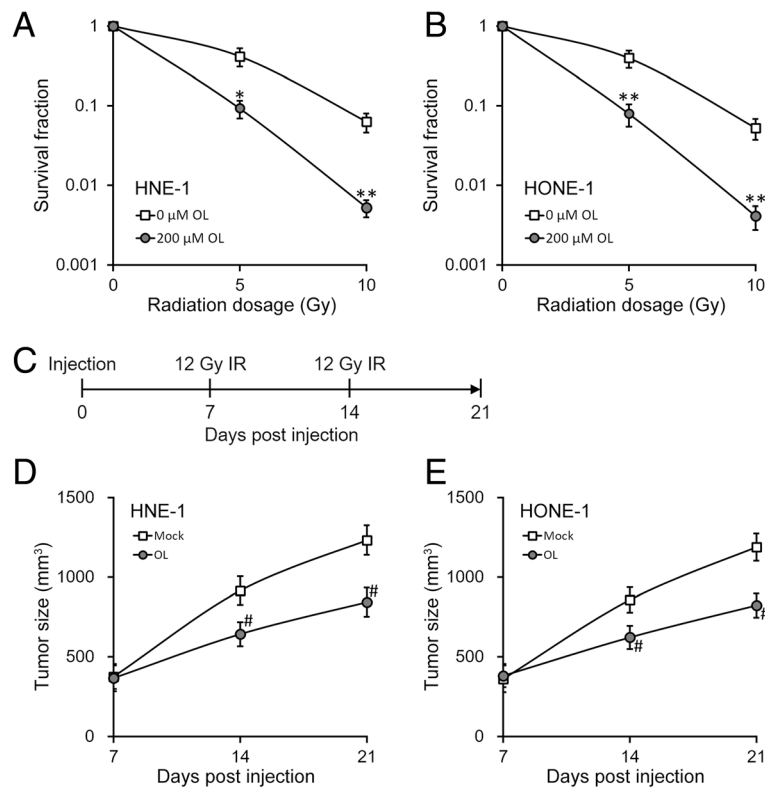 A
1
0.1
0.01
0.001
Survival fraction
*
**
HNE-1
0 µM OL
200 µM OL
0 5 10
Radiation dosage (Gy)
B
1
0.1
0.01
0.001
Survival fraction
**
**
HONE-1
0 µM OL
200 µM OL
0 5 10
Radiation dosage (Gy)
C
Injection 12 Gy IR 12 Gy IR
0 7 14 21
Days post injection
D
1500
1000
500
0
Tumor size (mm³)
HNE-1
Mock
OL
#
#
7 14 21
Days post injection
E
1500
1000
500
0
Tumor size (mm³)
HONE-1
Mock
OL
#
#
7 14 21
Days post injection